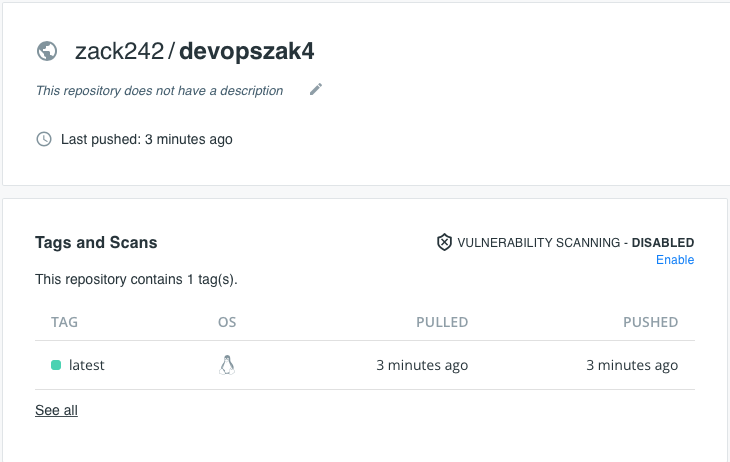 zack242/devopszak4
This repository does not have a description
Last pushed: 3 minutes ago
Tags and Scans
VULNERABILITY SCANNING - DISABLED
Enable
This repository contains 1 tag(s).
TAG OS PULLED PUSHED
latest 3 minutes ago 3 minutes ago
See all